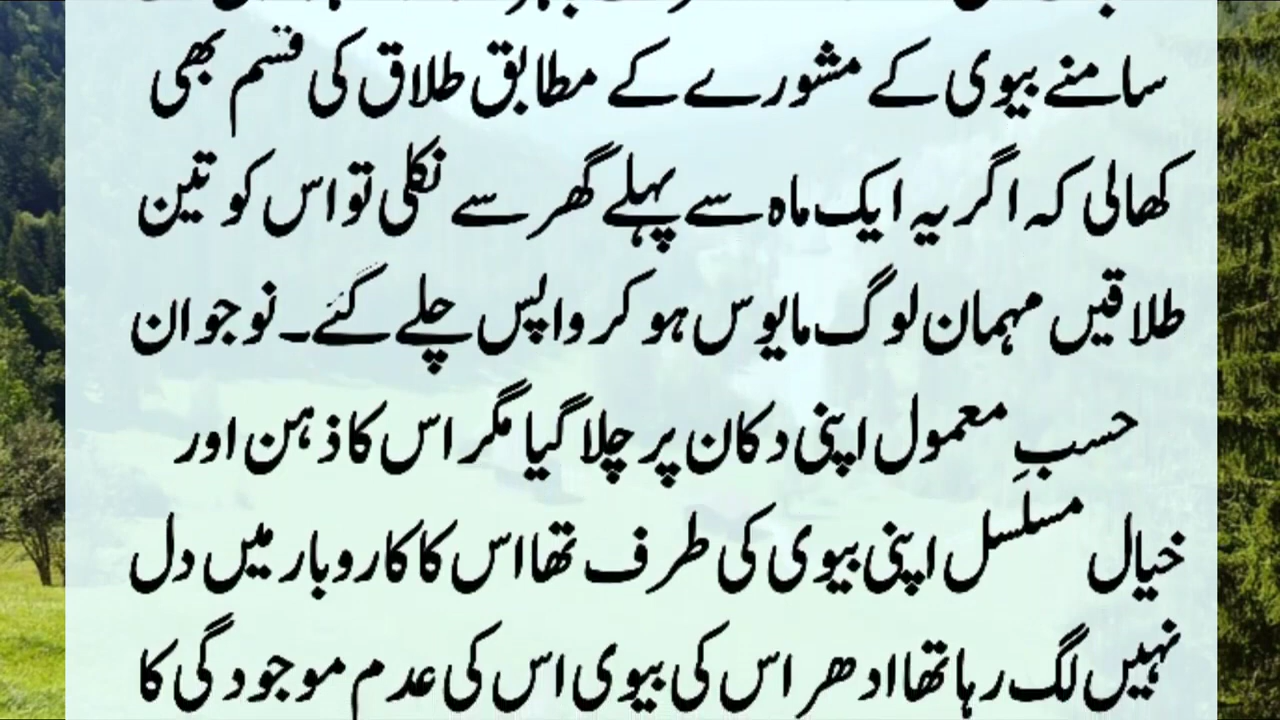 سامنے بیوی کے مشورے کے مطابق طلاق کی قسم بھی
کھالی کہ اگر یہ ایک ماہ سے پہلے گھر سے نکلی تو اس کو تین
طلاقیں مہمان لوگ مایوس ہو کر واپس چلے گئے۔ نوجوان
حسبِ معمول اپنی دکان پر چلا گیا مگر اس کا ذہن اور
خیال مسلسل اپنی بیوی کی طرف تھا اس کا کاروبار میں دل
نہیں لگ رہا تھا ادھر اس کی بیوی اس کی عدم موجودگی کا